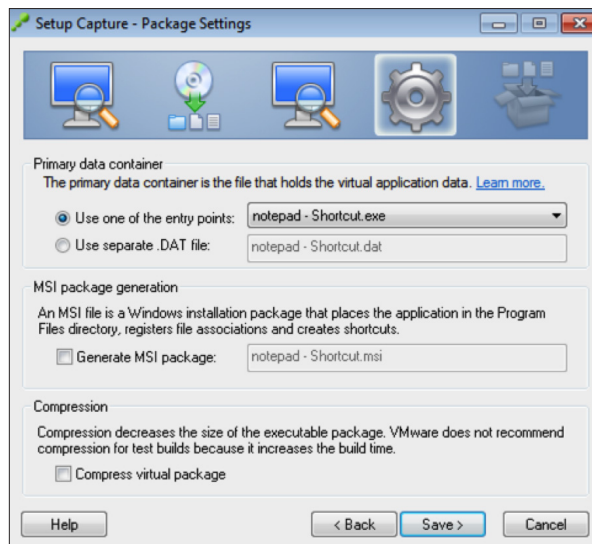 Setup Capture - Package Settings
Primary data container
The primary data container is the file that holds the virtual application data. Learn more.
Use one of the entry points: notepad - Shortcut.exe
Use separate .DAT file: notepad - Shortcut.dat
MSI package generation
An MSI file is a Windows installation package that places the application in the Program
Files directory, registers file associations and creates shortcuts.
Generate MSI package: notepad - Shortcut.msi
Compression
Compression decreases the size of the executable package. VMware does not recommend
compression for test builds because it increases the build time.
Compress virtual package
Help < Back Save > Cancel